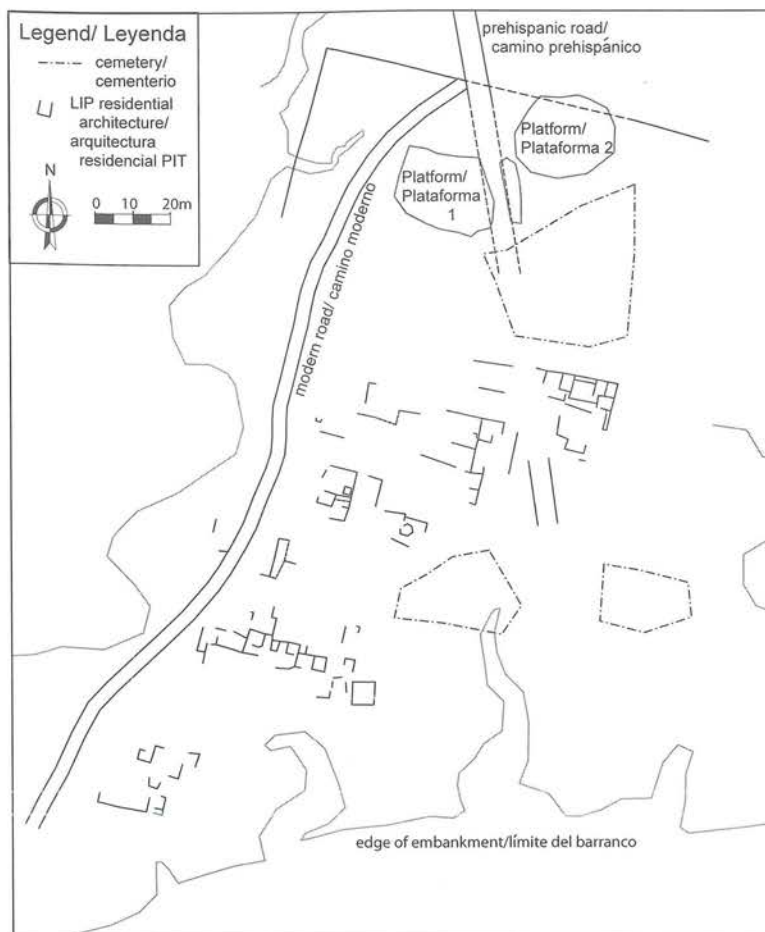 Legend/ Leyenda
cemetery/
cementerio
LIP residential
architecture/
arquitectura
residencial PIT
N
0 10 20m
prehispanic road/
camino prehispánico
Platform/
Plataforma 2
Platform/
Plataforma
1
modern road/ camino moderno
edge of embankment/límite del barranco